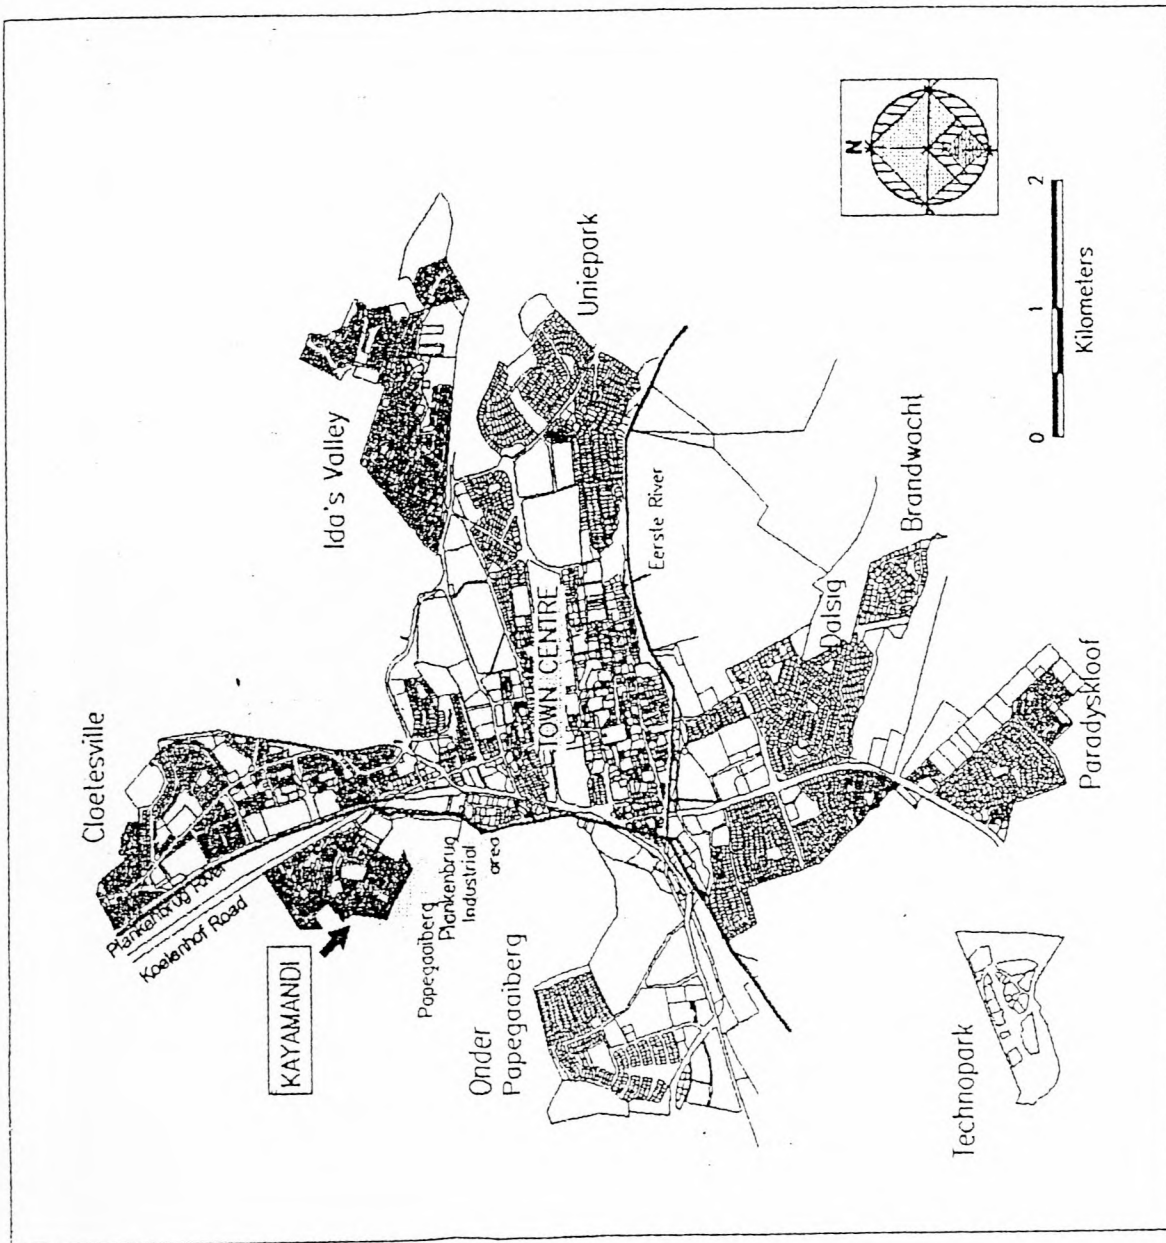 Cloetesville
Ida's Valley
Uniepark
N
0 1 2
Kilometers
Plankenbrug River
Koelenhof Road
KAYAMANDI
Papegaaiberg
Plankenbrug
Industrial
area
TOWN CENTRE
Eerste River
Onder
Papegaaiberg
Dalsig
Brandwacht
Paradyskloof
Technopark